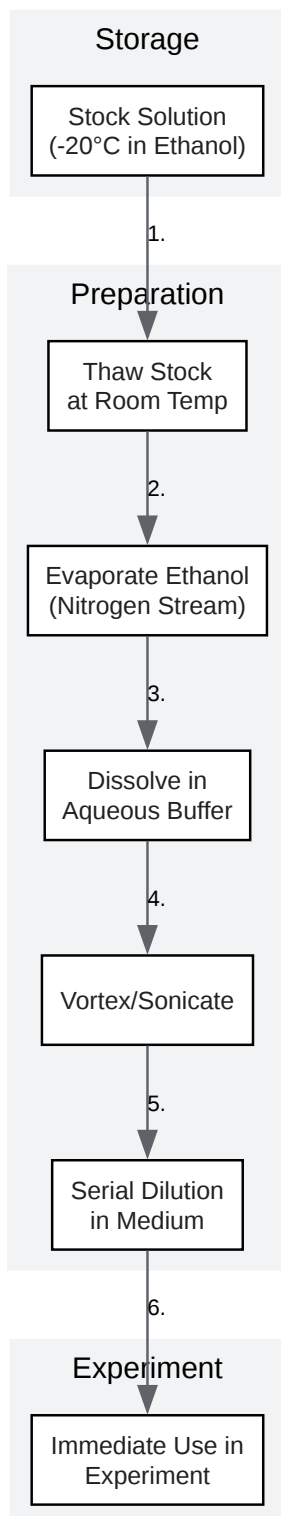 Storage
Stock Solution
(-20°C in Ethanol)
1.
Preparation
Thaw Stock
at Room Temp
2.
Evaporate Ethanol
(Nitrogen Stream)
3.
Dissolve in
Aqueous Buffer
4.
Vortex/Sonicate
5.
Serial Dilution
in Medium
6.
Experiment
Immediate Use in
Experiment